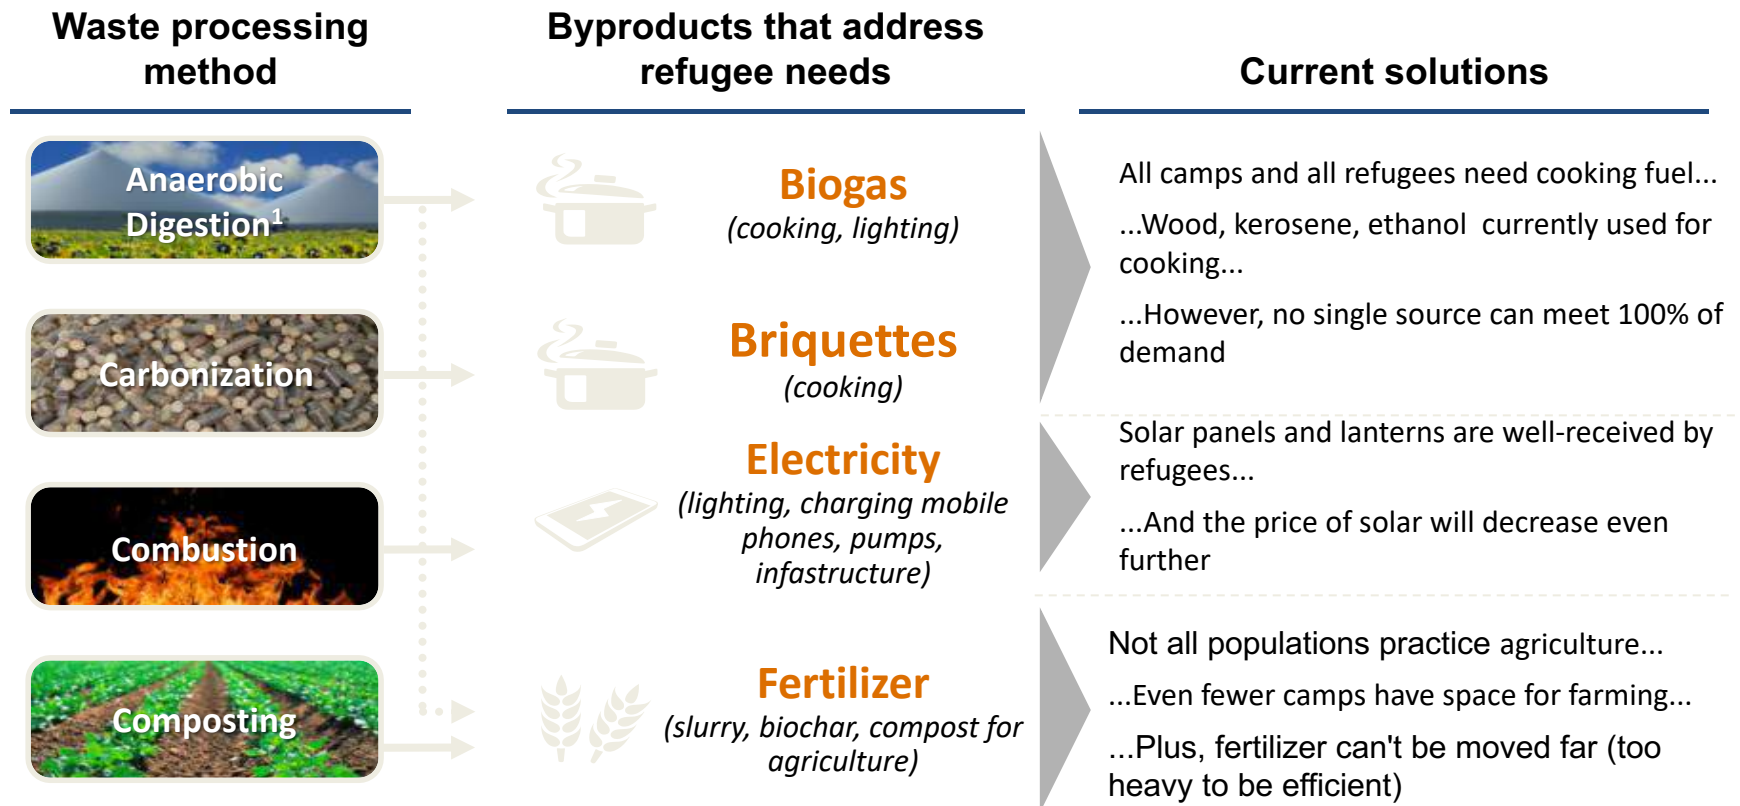 Waste processing
method
Byproducts that address
refugee needs
Current solutions
Anaerobic
Digestion1
Biogas
(cooking, lighting)
All camps and all refugees need cooking fuel...
...Wood, kerosene, ethanol currently used for
cooking...
...However, no single source can meet 100% of
demand
Carbonization
Briquettes
(cooking)
Combustion
Electricity
(lighting, charging mobile
phones, pumps,
infastructure)
Solar panels and lanterns are well-received by
refugees...
...And the price of solar will decrease even
further
Composting
Fertilizer
(slurry, biochar, compost for
agriculture)
Not all populations practice agriculture...
...Even fewer camps have space for farming...
...Plus, fertilizer can't be moved far (too
heavy to be efficient)